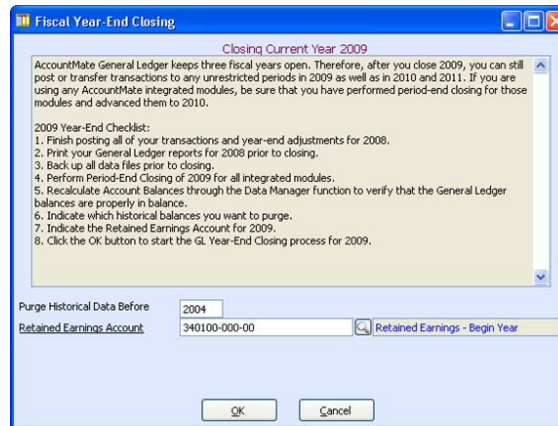 Fiscal Year-End Closing
Closing Current Year 2009
AccountMate General Ledger keeps three fiscal years open. Therefore, after you close 2009, you can still
post or transfer transactions to any unrestricted periods in 2009 as well as in 2010 and 2011. If you are
using any AccountMate integrated modules, be sure that you have performed period-end closing for those
modules and advanced them to 2010.
2009 Year-End Checklist:
1. Finish posting all of your transactions and year-end adjustments for 2008.
2. Print your General Ledger reports for 2008 prior to closing.
3. Back up all data files prior to closing.
4. Perform Period-End Closing of 2009 for all integrated modules.
5. Recalculate Account Balances through the Data Manager function to verify that the General Ledger
balances are properly in balance.
6. Indicate which historical balances you want to purge.
7. Indicate the Retained Earnings Account for 2009.
8. Click the OK button to start the GL Year-End Closing process for 2009.
Purge Historical Data Before 2004
Retained Earnings Account 340100-000-00 Retained Earnings - Begin Year
OK Cancel